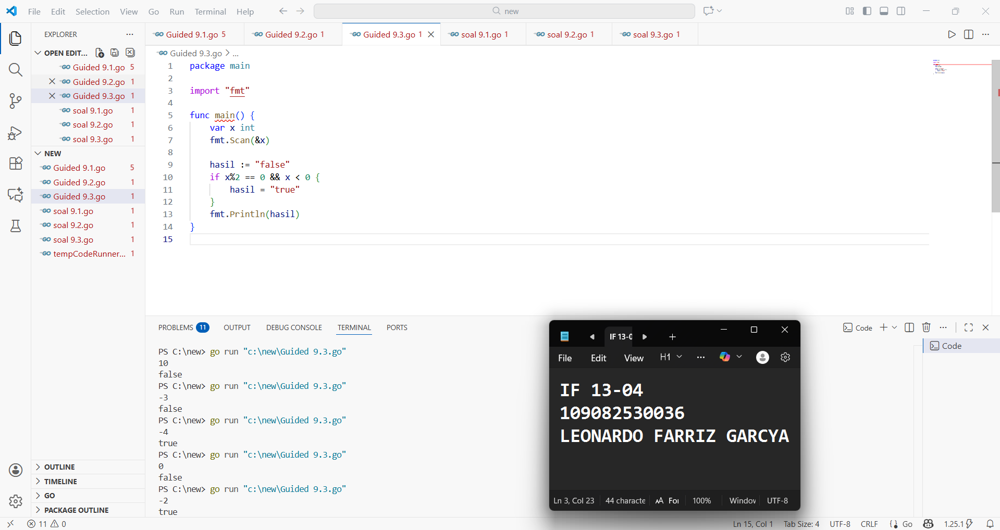 File Edit Selection View Go Run Terminal Help
new
EXPLORER
OPEN EDIT...
Guided 9.1.go 5
Guided 9.2.go 1
Guided 9.3.go 1
soal 9.1.go 1
soal 9.2.go 1
soal 9.3.go 1
NEW
Guided 9.1.go 5
Guided 9.2.go 1
Guided 9.3.go 1
soal 9.1.go 1
soal 9.2.go 1
soal 9.3.go 1
tempCodeRunner... 1
OUTLINE
TIMELINE
GO
PACKAGE OUTLINE
Guided 9.1.go 5 Guided 9.2.go 1 Guided 9.3.go 1 soal 9.1.go 1 soal 9.2.go 1 soal 9.3.go 1
Guided 9.3.go > ...
1 package main
2
3 import "fmt"
4
5 func main() {
6 var x int
7 fmt.Scan(&x)
8
9 hasil := "false"
10 if x%2 == 0 && x < 0 {
11 hasil = "true"
12 }
13 fmt.Println(hasil)
14 }
15
PROBLEMS 11 OUTPUT DEBUG CONSOLE TERMINAL PORTS
Code
Code
PS C:\new> go run "c:\new\Guided 9.3.go"
10
false
PS C:\new> go run "c:\new\Guided 9.3.go"
-3
false
PS C:\new> go run "c:\new\Guided 9.3.go"
-4
true
PS C:\new> go run "c:\new\Guided 9.3.go"
0
false
PS C:\new> go run "c:\new\Guided 9.3.go"
-2
true
IF 13-0
File Edit View H1
IF 13-04
109082530036
LEONARDO FARRIZ GARCYA
Ln 3, Col 23 44 characte For 100% Window UTF-8
11 0
Ln 15, Col 1 Tab Size: 4 UTF-8 CRLF Go 1.25.1